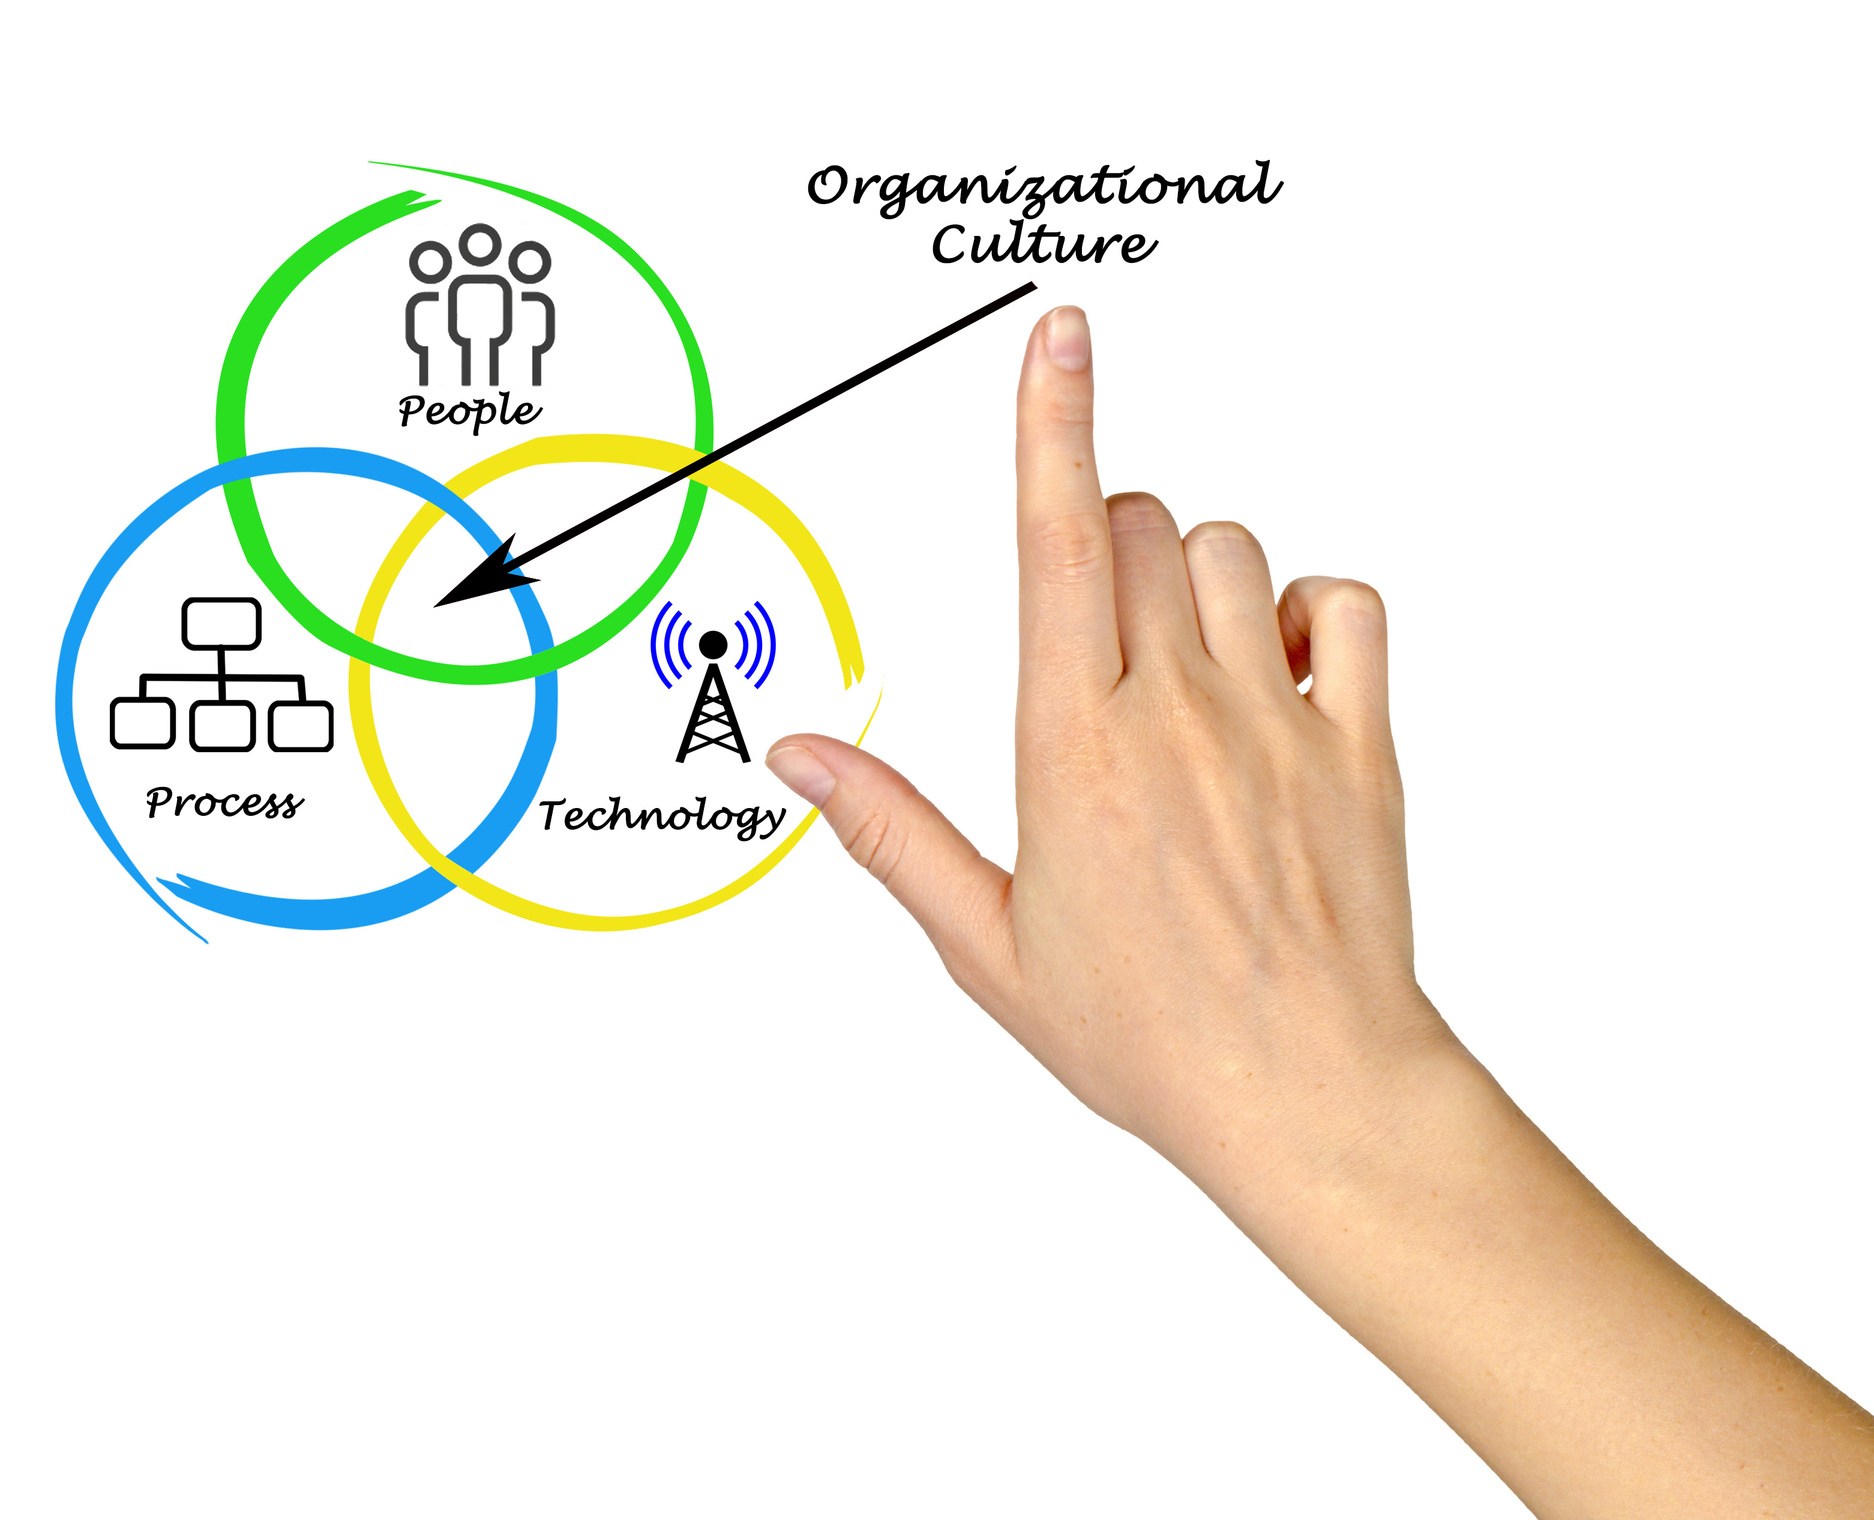 Organizational
Culture
People
Process
Technology